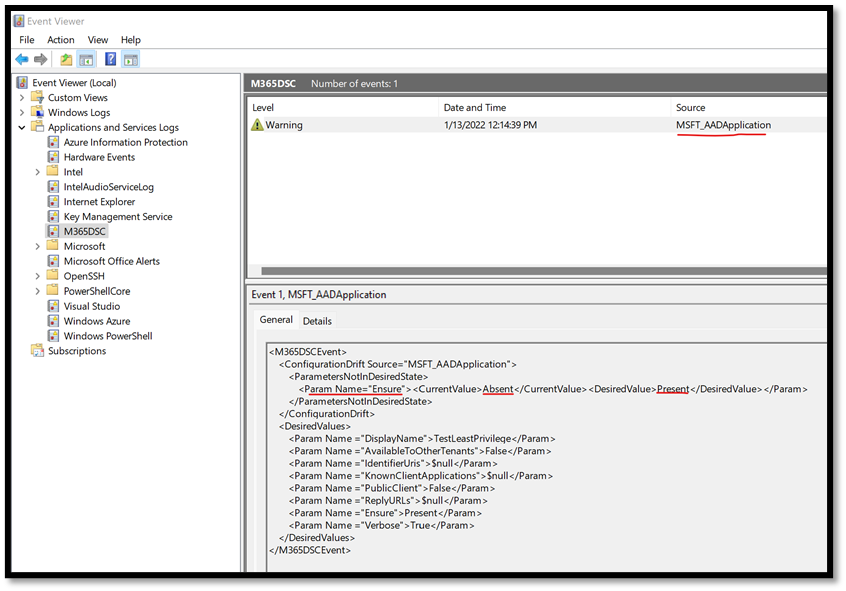 Event Viewer
File Action View Help
Event Viewer (Local)
Custom Views
Windows Logs
Applications and Services Logs
Azure Information Protection
Hardware Events
Intel
IntelAudioServiceLog
Internet Explorer
Key Management Service
M365DSC
Microsoft
Microsoft Office Alerts
OpenSSH
PowerShellCore
Visual Studio
Windows Azure
Windows PowerShell
Subscriptions
M365DSC Number of events: 1
Level Date and Time Source
Warning 1/13/2022 12:14:39 PM MSFT_AADApplication
Event 1, MSFT_AADApplication
General Details
<M365DSCEvent>
<ConfigurationDrift Source="MSFT_AADApplication">
<ParametersNotInDesiredState>
<Param Name="Ensure"><CurrentValue>Absent</CurrentValue><DesiredValue>Present</DesiredValue></Param>
</ParametersNotInDesiredState>
</ConfigurationDrift>
<DesiredValues>
<Param Name ="DisplayName">TestLeastPrivilege</Param>
<Param Name ="AvailableToOtherTenants">False</Param>
<Param Name ="IdentifierUris">$null</Param>
<Param Name ="KnownClientApplications">$null</Param>
<Param Name ="PublicClient">False</Param>
<Param Name ="ReplyURLs">$null</Param>
<Param Name ="Ensure">Present</Param>
<Param Name ="Verbose">True</Param>
</DesiredValues>
</M365DSCEvent>